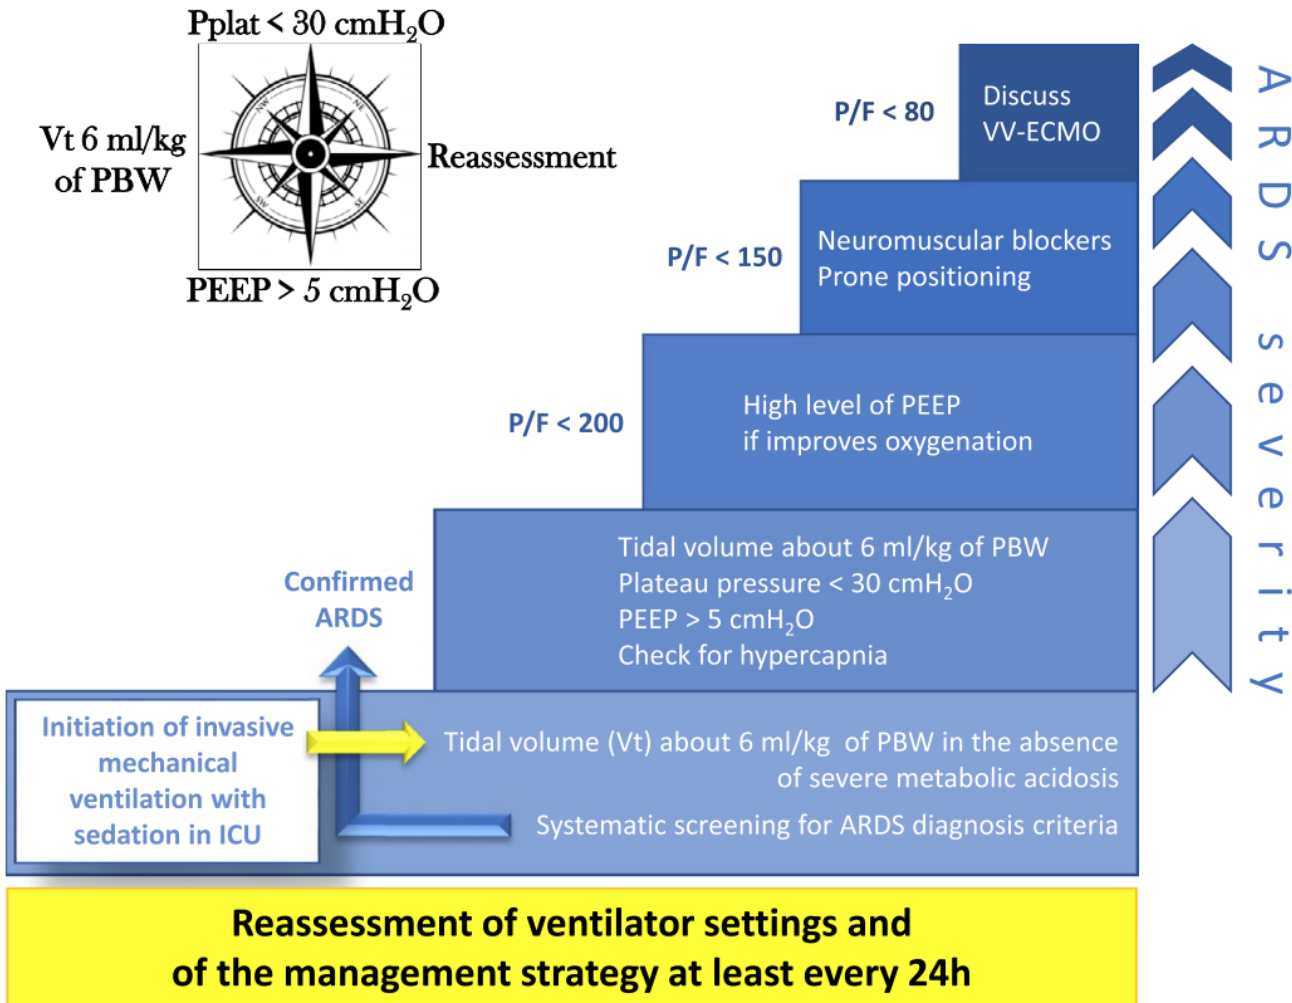 Pplat < 30 cmH₂O
NW
NE
SW
SE
Vt 6 ml/kg
of PBW
Reassessment
PEEP > 5 cmH₂O
P/F < 80
Discuss
VV-ECMO
P/F < 150
Neuromuscular blockers
Prone positioning
P/F < 200
High level of PEEP
if improves oxygenation
Confirmed
ARDS
Tidal volume about 6 ml/kg of PBW
Plateau pressure < 30 cmH₂O
PEEP > 5 cmH₂O
Check for hypercapnia
Initiation of invasive
mechanical
ventilation with
sedation in ICU
Tidal volume (Vt) about 6 ml/kg of PBW in the absence
of severe metabolic acidosis
Systematic screening for ARDS diagnosis criteria
ARDS severity
Reassessment of ventilator settings and
of the management strategy at least every 24h